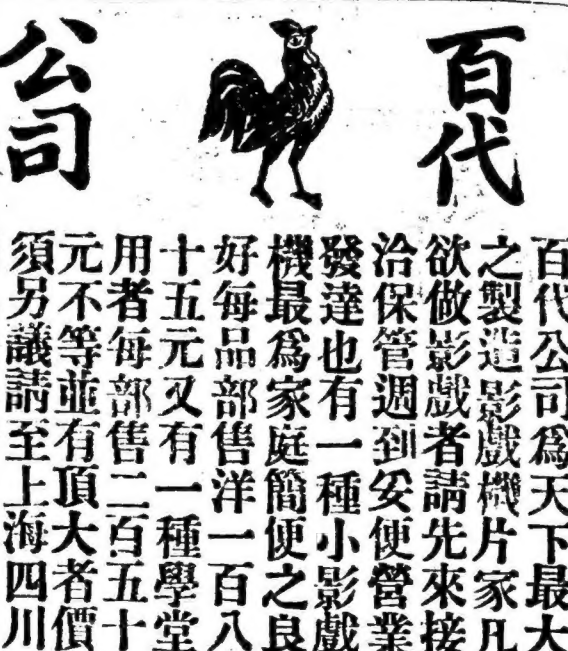 百代
公司
百代公司爲天下最大
之製造影戲機片家凡
欲做影戲者請先來接
洽保管週到妥便營業
發達也有一種小影戲
機最爲家庭簡便之良
好每品部售洋一百八
十五元又有一種學堂
用者每部售二百五十
元不等並有頂大者價
須另議請至上海四川